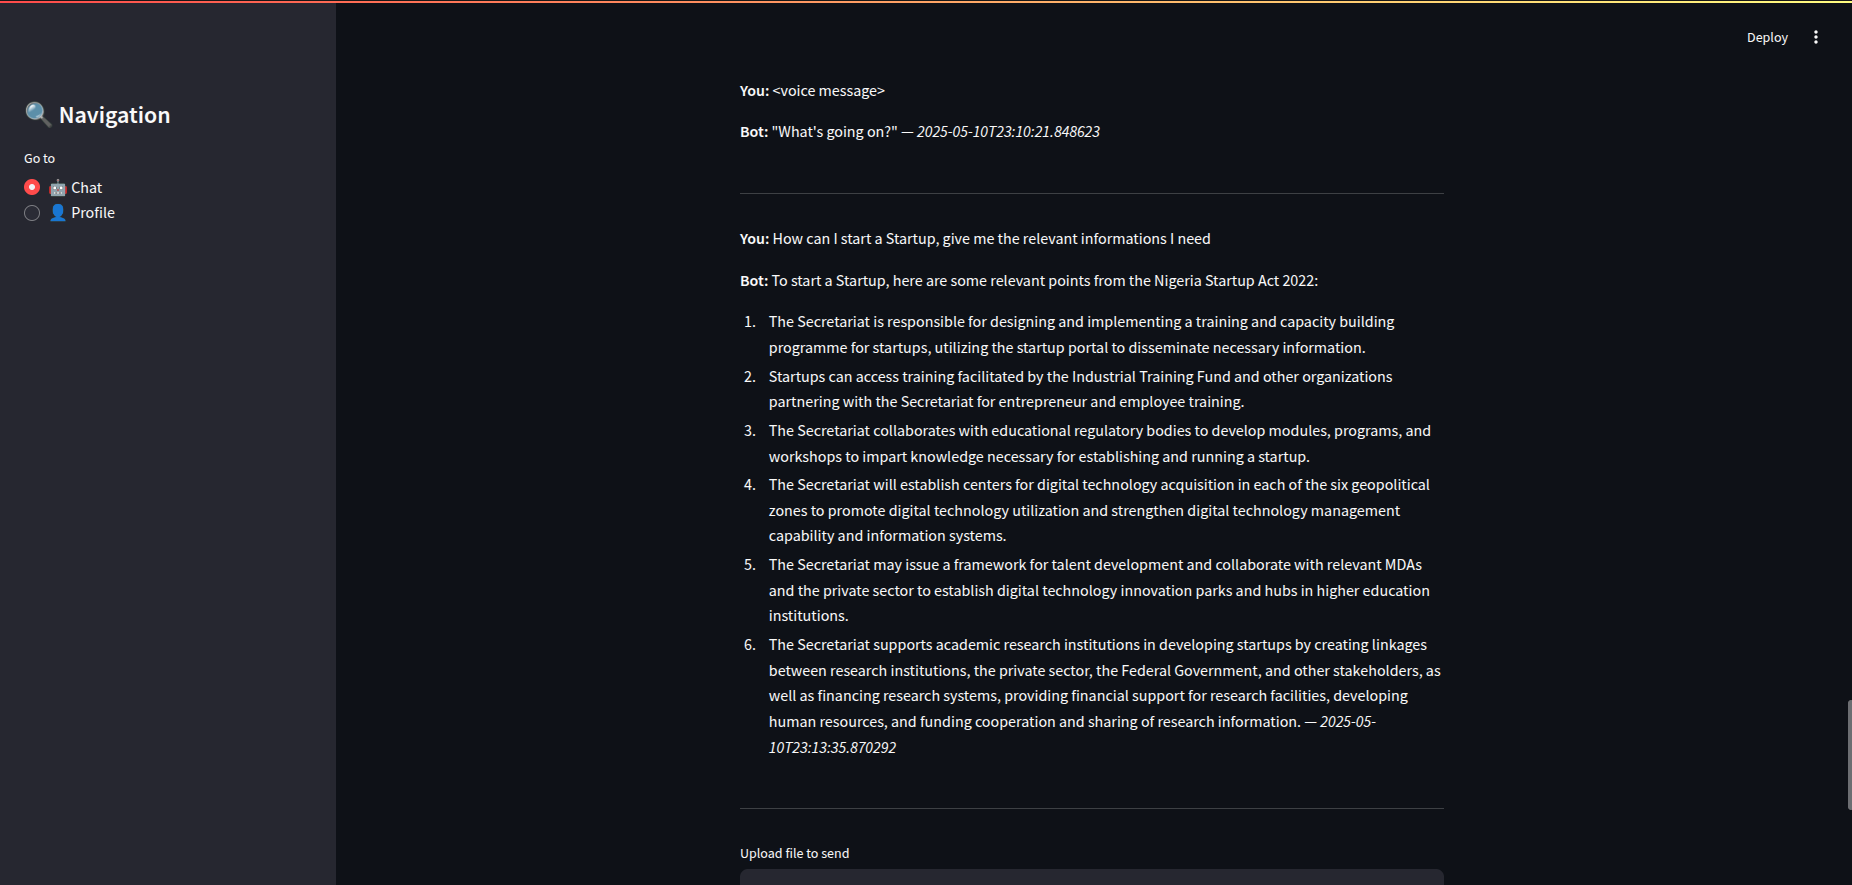 Deploy
🔍 Navigation
Go to
🤖 Chat
👤 Profile
You: <voice message>
Bot: "What's going on?" — 2025-05-10T23:10:21.848623
You: How can I start a Startup, give me the relevant informations I need
Bot: To start a Startup, here are some relevant points from the Nigeria Startup Act 2022:
1. The Secretariat is responsible for designing and implementing a training and capacity building
programme for startups, utilizing the startup portal to disseminate necessary information.
2. Startups can access training facilitated by the Industrial Training Fund and other organizations
partnering with the Secretariat for entrepreneur and employee training.
3. The Secretariat collaborates with educational regulatory bodies to develop modules, programs, and
workshops to impart knowledge necessary for establishing and running a startup.
4. The Secretariat will establish centers for digital technology acquisition in each of the six geopolitical
zones to promote digital technology utilization and strengthen digital technology management
capability and information systems.
5. The Secretariat may issue a framework for talent development and collaborate with relevant MDAs
and the private sector to establish digital technology innovation parks and hubs in higher education
institutions.
6. The Secretariat supports academic research institutions in developing startups by creating linkages
between research institutions, the private sector, the Federal Government, and other stakeholders, as
well as financing research systems, providing financial support for research facilities, developing
human resources, and funding cooperation and sharing of research information. — 2025-05-
10T23:13:35.870292
Upload file to send